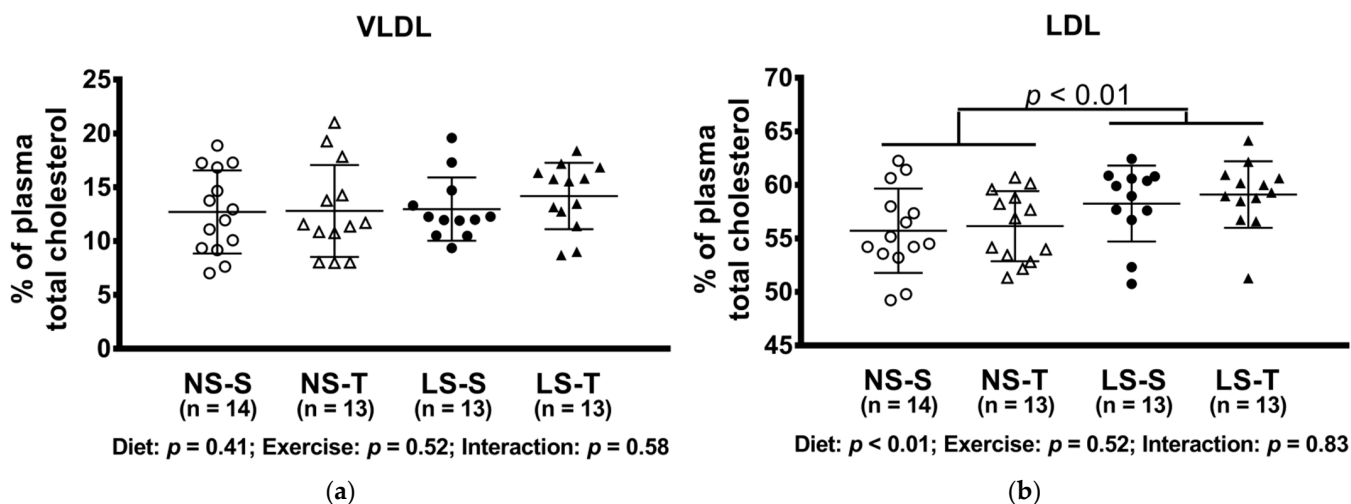 VLDL
% of plasma
total cholesterol
25
20
15
10
5
0
NS-S
(n = 14)
NS-T
(n = 13)
LS-S
(n = 13)
LS-T
(n = 13)
Diet: p = 0.41; Exercise: p = 0.52; Interaction: p = 0.58
(a)
LDL
% of plasma
total cholesterol
70
65
60
55
50
45
p < 0.01
NS-S
(n = 14)
NS-T
(n = 13)
LS-S
(n = 13)
LS-T
(n = 13)
Diet: p < 0.01; Exercise: p = 0.52; Interaction: p = 0.83
(b)